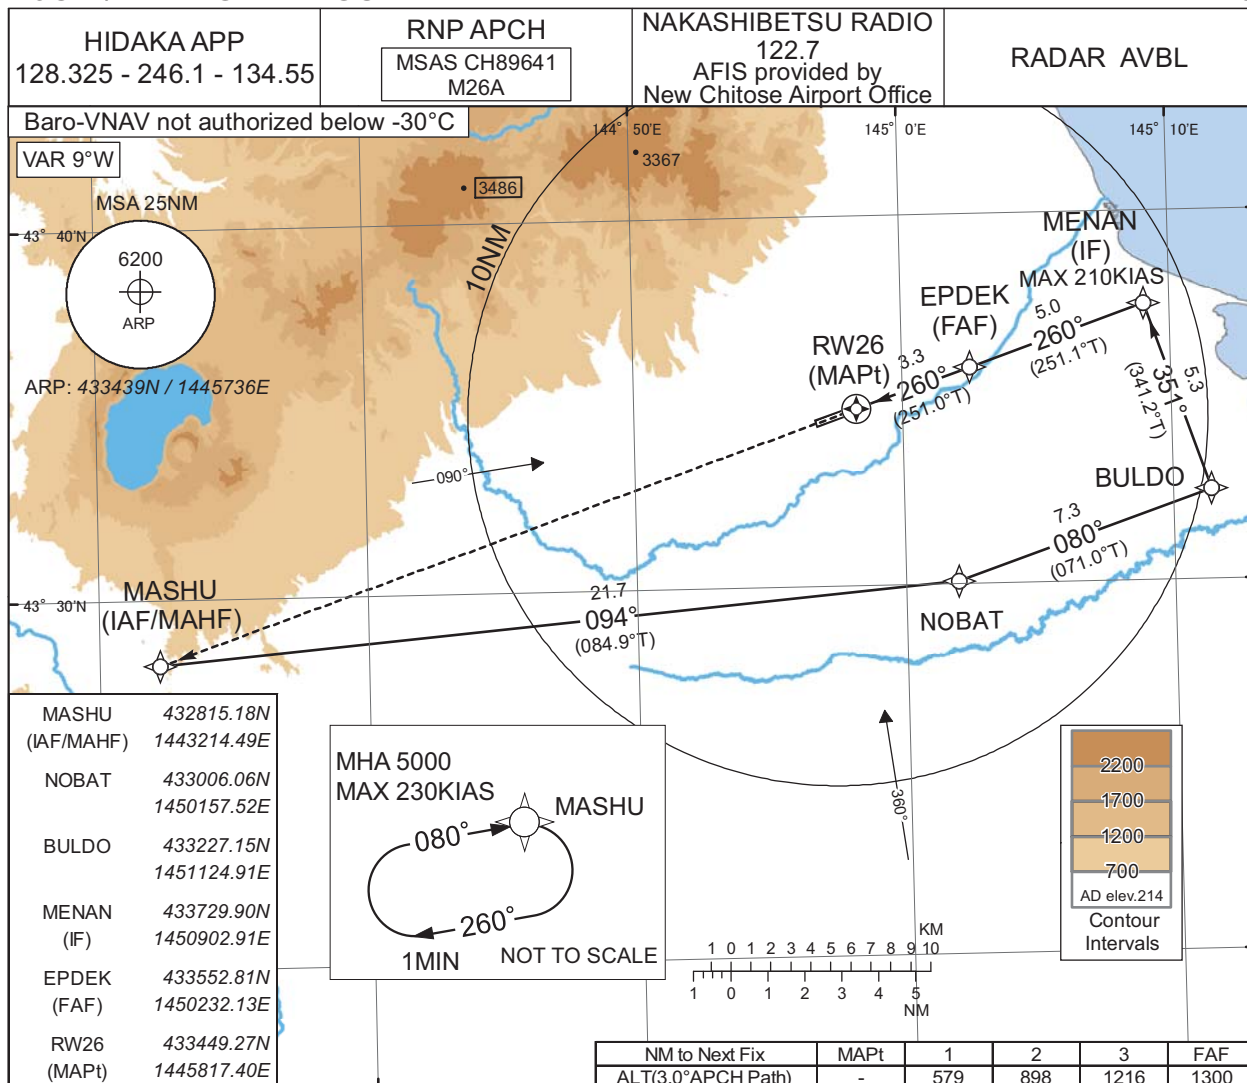 HIDAKA APP
128.325 - 246.1 - 134.55
RNP APCH
MSAS CH89641
M26A
NAKASHIBETSU RADIO
122.7
AFIS provided by
New Chitose Airport Office
RADAR AVBL
Baro-VNAV not authorized below -30°C
VAR 9°W
144° 50'E
145° 0'E
145° 10'E
3367
3486
MSA 25NM
43° 40'N
6200
ARP
ARP: 433439N / 1445736E
10NM
MENAN
(IF)
MAX 210KIAS
EPDEK
(FAF)
5.0
260°
(251.1°T)
RW26
(MAPt)
3.3
260°
(251.0°T)
5.3
351°
(341.2°T)
090°
BULDO
7.3
080°
(071.0°T)
MASHU
(IAF/MAHF)
43° 30'N
21.7
094°
(084.9°T)
NOBAT
360°
MASHU 432815.18N
(IAF/MAHF) 1443214.49E
NOBAT 433006.06N
1450157.52E
BULDO 433227.15N
1451124.91E
MENAN 433729.90N
(IF) 1450902.91E
EPDEK 433552.81N
(FAF) 1450232.13E
RW26 433449.27N
(MAPt) 1445817.40E
MHA 5000
MAX 230KIAS
MASHU
080°
260°
1MIN
NOT TO SCALE
2200
1700
1200
700
AD elev.214
Contour
Intervals
KM
1 0 1 2 3 4 5 6 7 8 9 10
1 0 1 2 3 4 5
NM
NM to Next Fix MAPt 1 2 3 FAF
ALT(3.0°APCH Path) - 579 898 1216 1300